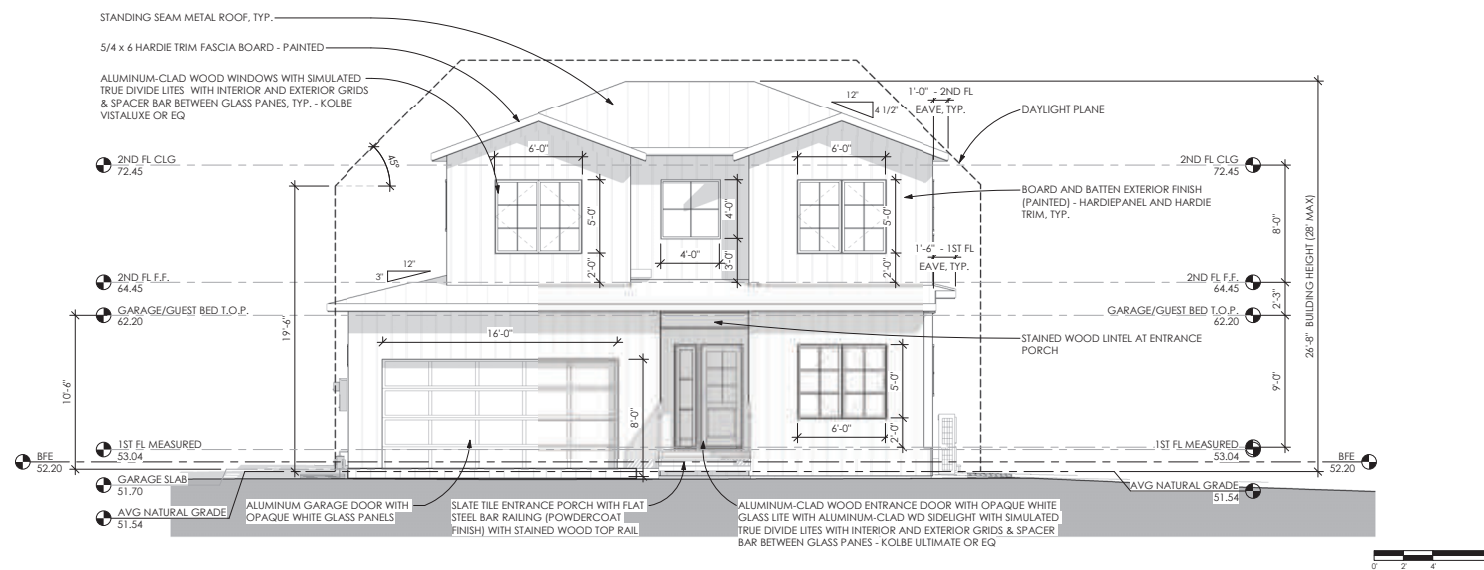 STANDING SEAM METAL ROOF, TYP.
5/4 x 6 HARDIE TRIM FASCIA BOARD - PAINTED
ALUMINUM-CLAD WOOD WINDOWS WITH SIMULATED
TRUE DIVIDE LITES WITH INTERIOR AND EXTERIOR GRIDS
& SPACER BAR BETWEEN GLASS PANES, TYP. - KOLBE
VISTALUXE OR EQ
12"
4 1/2"
1'-0" - 2ND FL
EAVE, TYP.
DAYLIGHT PLANE
45°
2ND FL CLG
72.45
6'-0"
6'-0"
2ND FL CLG
72.45
BOARD AND BATTEN EXTERIOR FINISH
(PAINTED) - HARDIEPANEL AND HARDIE
TRIM, TYP.
5'-0"
4'-0"
5'-0"
8'-0"
26'-8" BUILDING HEIGHT (28' MAX)
4'-0"
1'-6" - 1ST FL
EAVE, TYP.
12"
3"
2'-0"
3'-0"
2'-0"
2ND FL F.F.
64.45
2ND FL F.F.
64.45
2'-3"
GARAGE/GUEST BED T.O.P.
62.20
GARAGE/GUEST BED T.O.P.
62.20
19'-6"
16'-0"
STAINED WOOD LINTEL AT ENTRANCE
PORCH
10'-6"
8'-0"
5'-0"
9'-0"
6'-0"
2'-0"
1ST FL MEASURED
53.04
1ST FL MEASURED
53.04
BFE
52.20
BFE
52.20
GARAGE SLAB
51.70
AVG NATURAL GRADE
51.54
AVG NATURAL GRADE
51.54
ALUMINUM GARAGE DOOR WITH
OPAQUE WHITE GLASS PANELS
SLATE TILE ENTRANCE PORCH WITH FLAT
STEEL BAR RAILING (POWDERCOAT
FINISH) WITH STAINED WOOD TOP RAIL
ALUMINUM-CLAD WOOD ENTRANCE DOOR WITH OPAQUE WHITE
GLASS LITE WITH ALUMINUM-CLAD WD SIDELIGHT WITH SIMULATED
TRUE DIVIDE LITES WITH INTERIOR AND EXTERIOR GRIDS & SPACER
BAR BETWEEN GLASS PANES - KOLBE ULTIMATE OR EQ
0' 2' 4'